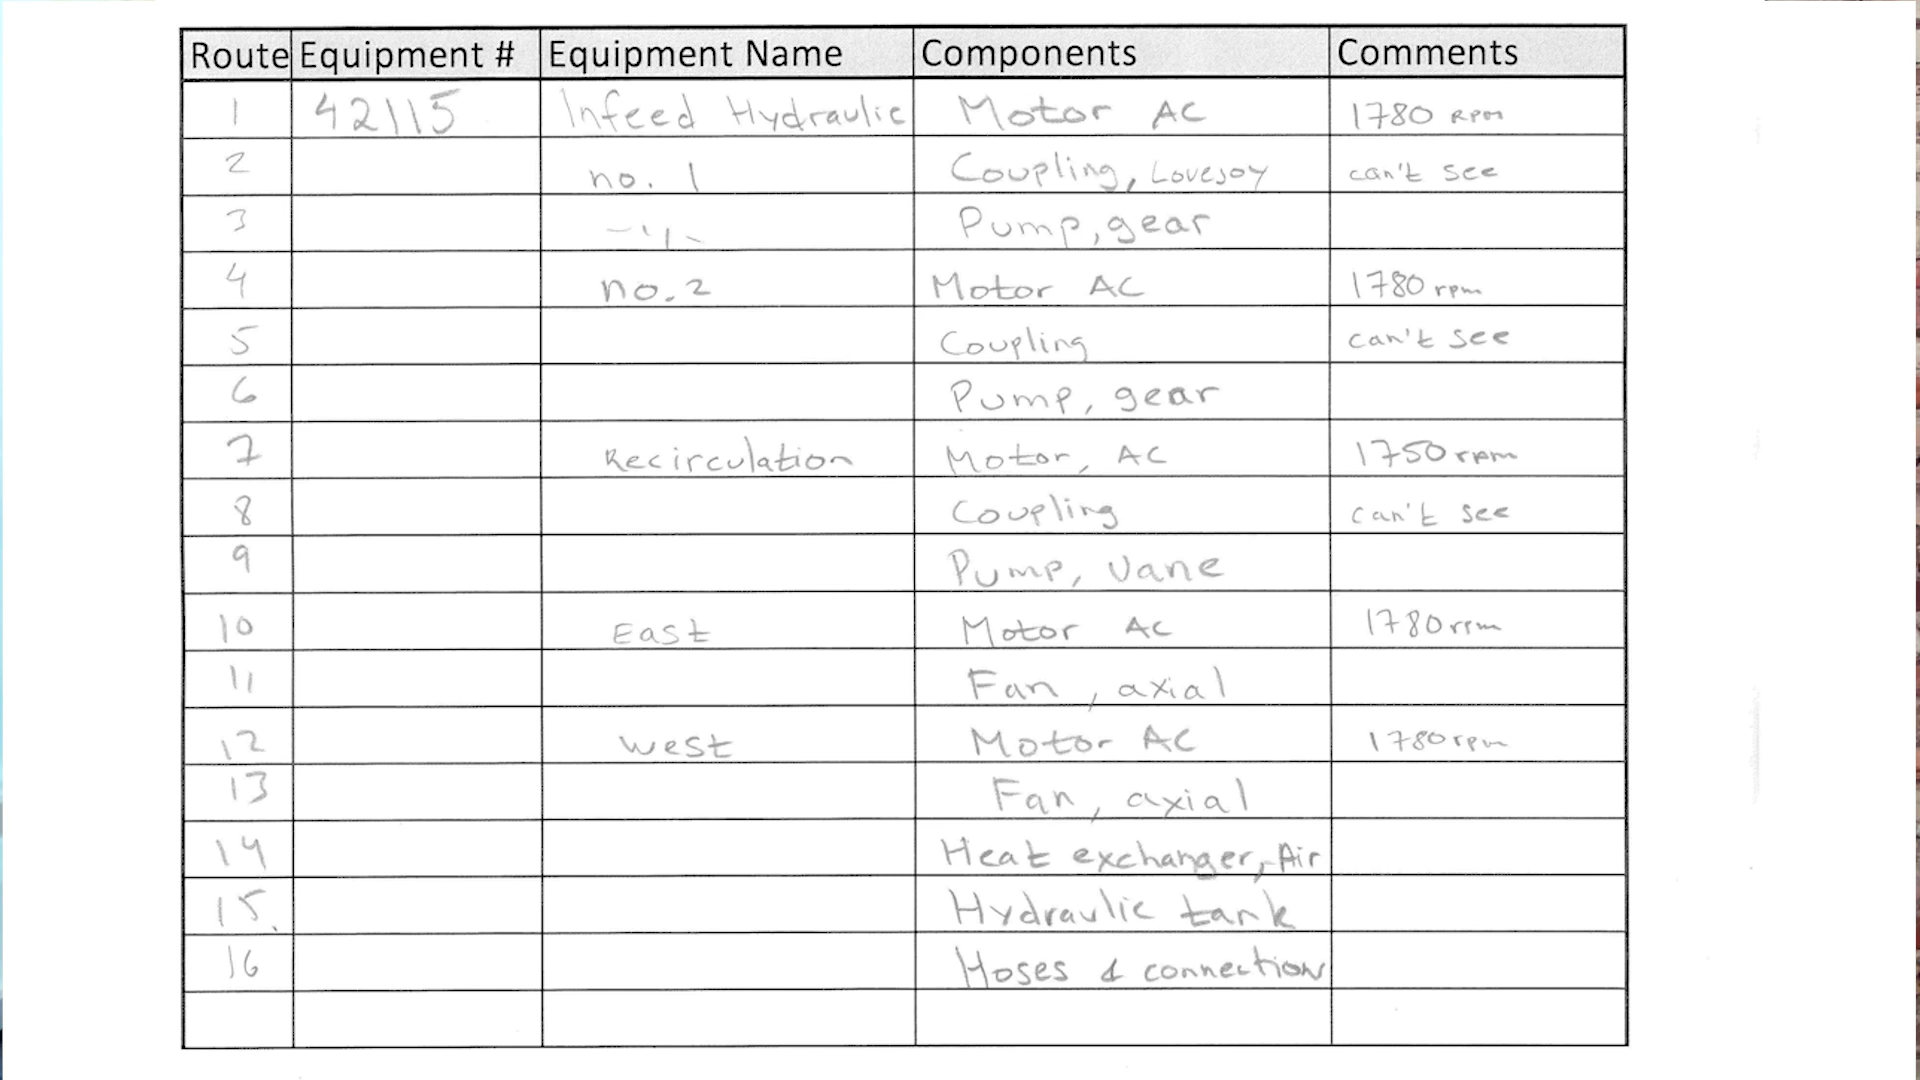 Route Equipment # Equipment Name Components Comments
1 42115 Infeed Hydraulic Motor AC 1780 RPM
2 no. 1 Coupling, Lovejoy can't see
3 -"- Pump, gear
4 no. 2 Motor AC 1780 rpm
5 Coupling can't see
6 Pump, gear
7 Recirculation Motor, AC 1750 rpm
8 Coupling can't see
9 Pump, vane
10 East Motor AC 1780 rpm
11 Fan, axial
12 West Motor AC 1780 rpm
13 Fan, axial
14 Heat exchanger, Air
15. Hydraulic tank
16 Hoses & connection